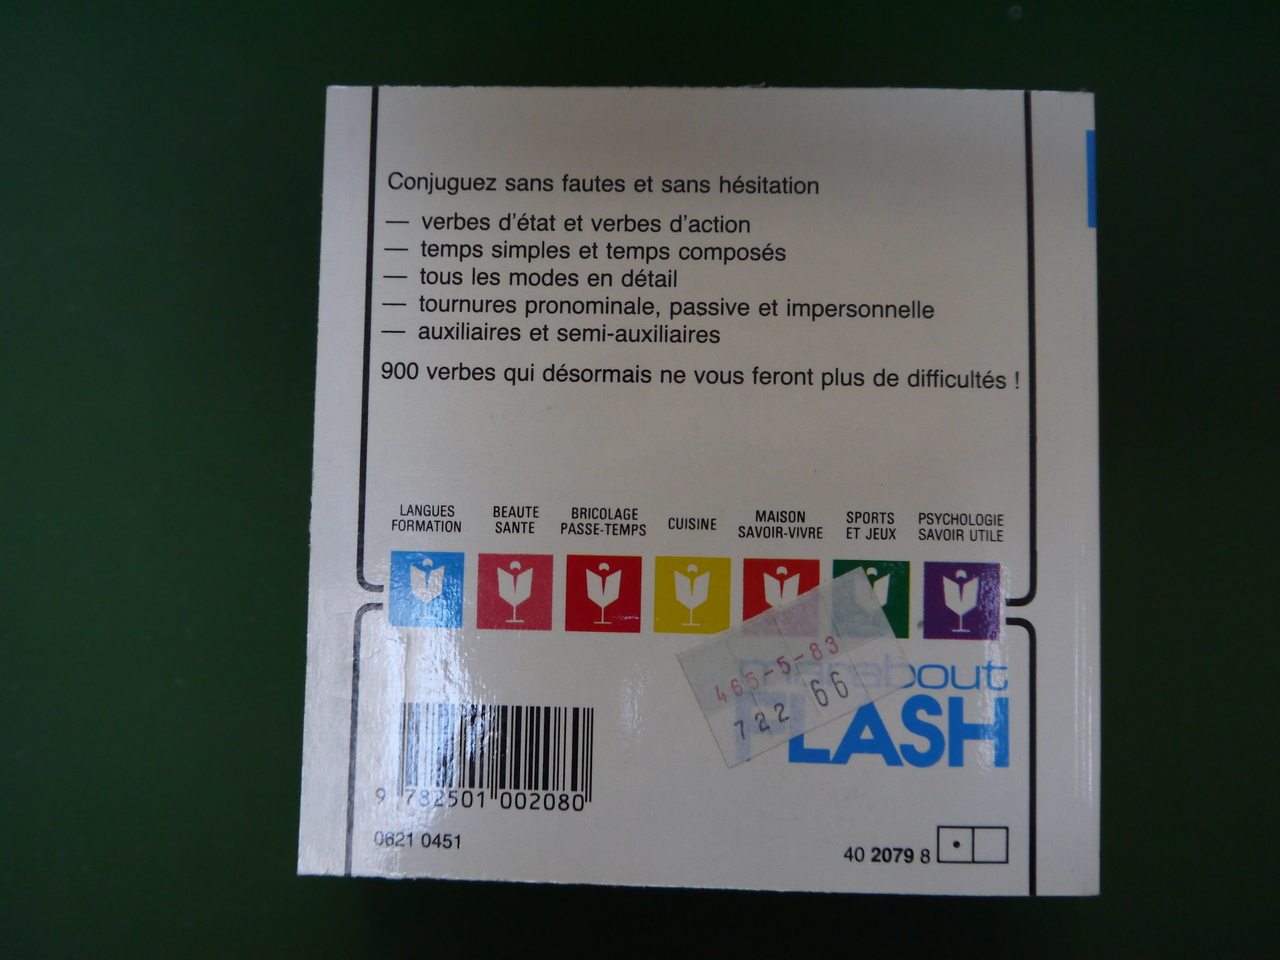 Conjuguez sans fautes et sans hésitation
— verbes d'état et verbes d'action
— temps simples et temps composés
— tous les modes en détail
— tournures pronominale, passive et impersonnelle
— auxiliaires et semi-auxiliaires
900 verbes qui désormais ne vous feront plus de difficultés !
LANGUES
FORMATION
BEAUTE
SANTE
BRICOLAGE
PASSE-TEMPS
CUISINE
MAISON
SAVOIR-VIVRE
SPORTS
ET JEUX
PSYCHOLOGIE
SAVOIR UTILE
465-5-83
722 66
marabout
FLASH
9 782501 002080
0621 0451
40 2079 8